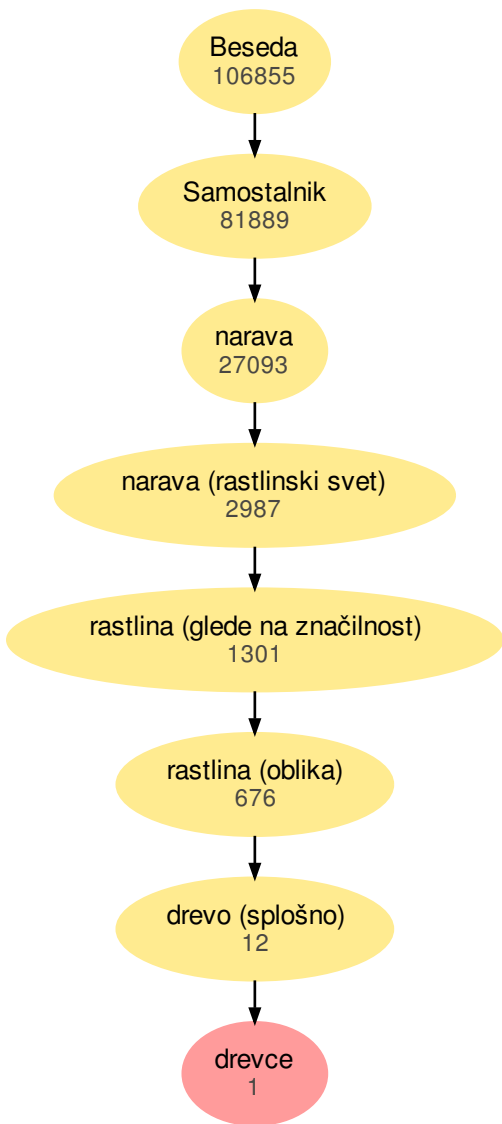 Beseda
106855
Samostalnik
81889
narava
27093
narava (rastlinski svet)
2987
rastlina (glede na značilnost)
1301
rastlina (oblika)
676
drevo (splošno)
12
drevce
1